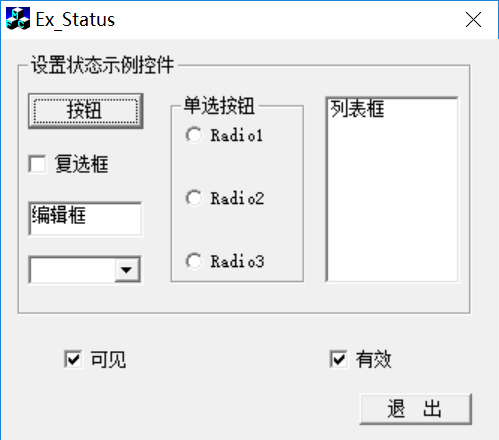 Ex_Status
设置状态示例控件
按钮
单选按钮
列表框
Radio1
复选框
Radio2
编辑框
Radio3
可见
有效
退 出